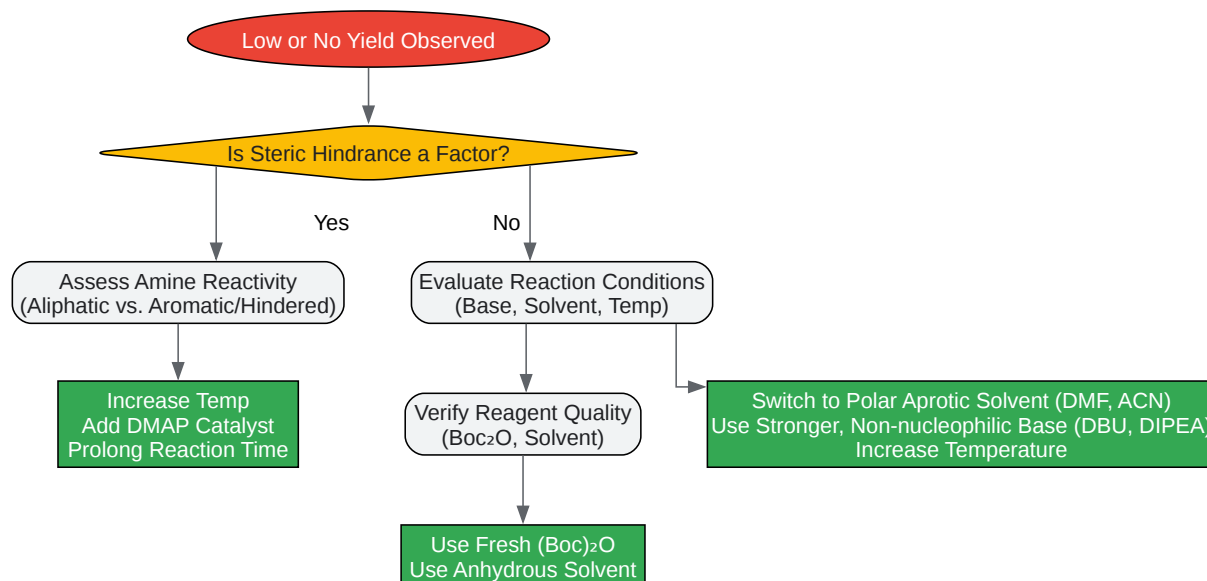 Low or No Yield Observed
Is Steric Hindrance a Factor?
Yes
No
Assess Amine Reactivity
(Aliphatic vs. Aromatic/Hindered)
Evaluate Reaction Conditions
(Base, Solvent, Temp)
Increase Temp
Add DMAP Catalyst
Prolong Reaction Time
Verify Reagent Quality
(Boc₂O, Solvent)
Switch to Polar Aprotic Solvent (DMF, ACN)
Use Stronger, Non-nucleophilic Base (DBU, DIPEA)
Increase Temperature
Use Fresh (Boc)₂O
Use Anhydrous Solvent